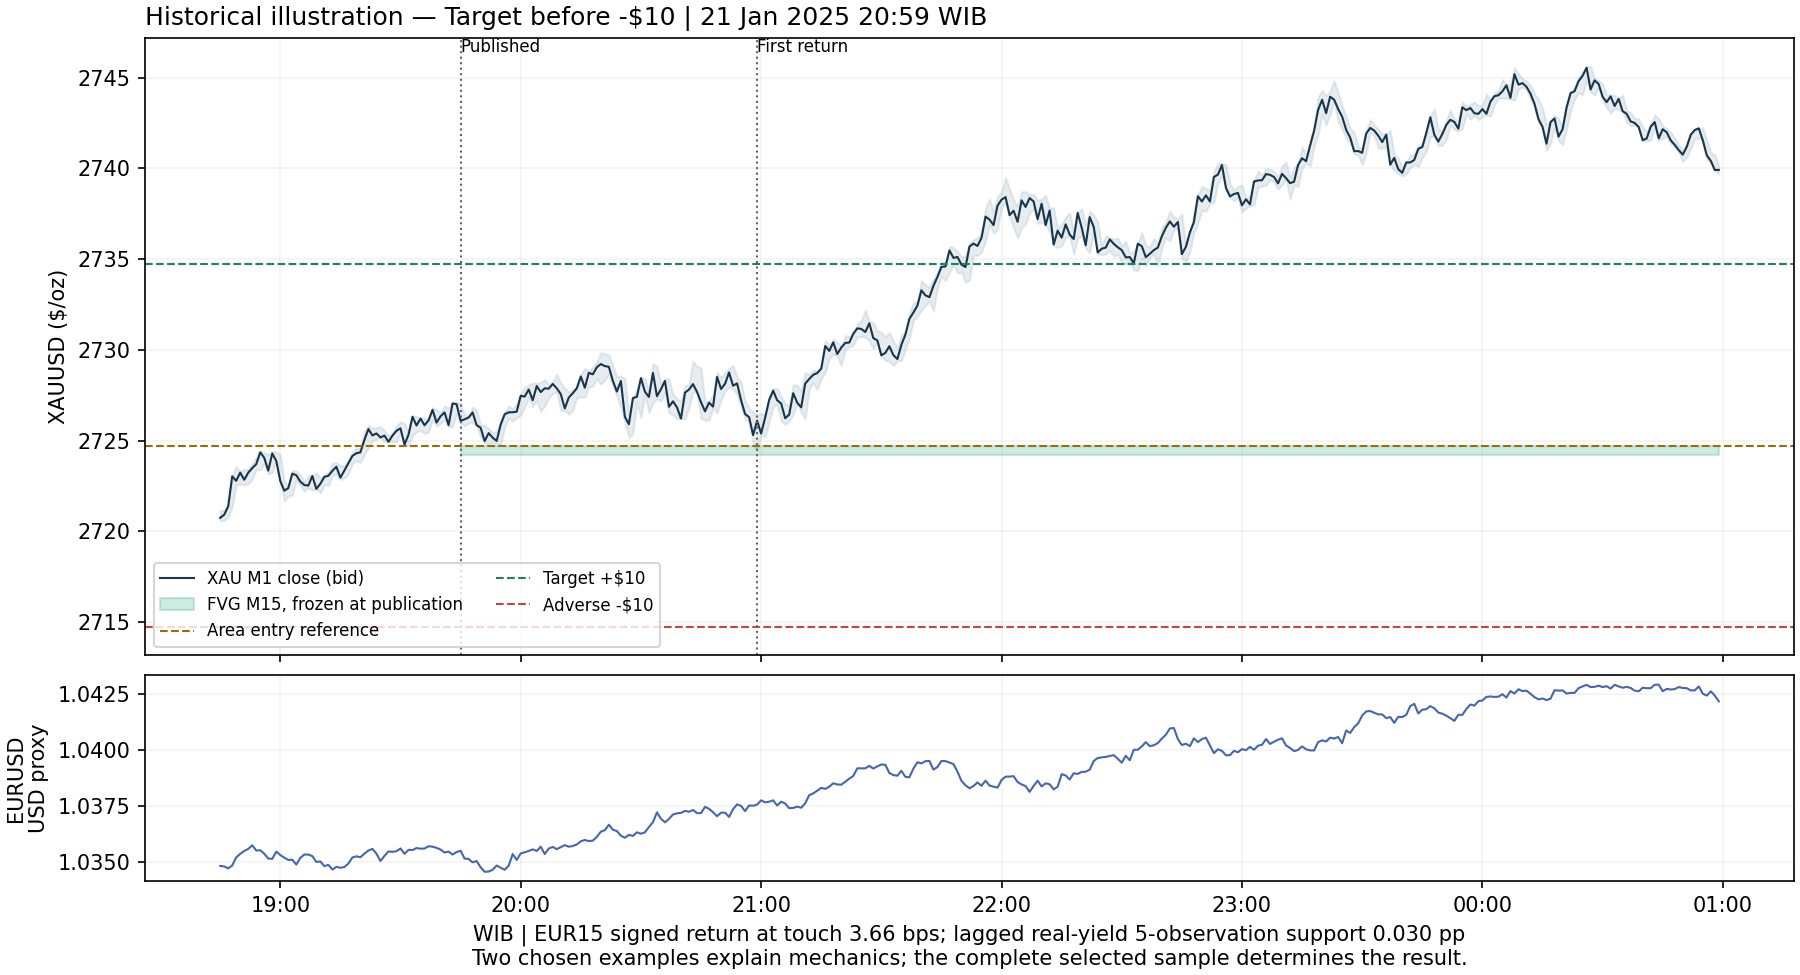 Historical illustration — Target before -$10 | 21 Jan 2025 20:59 WIB
Published
First return
2745
2740
2735
2730
2725
2720
2715
XAUUSD ($/oz)
XAU M1 close (bid)
FVG M15, frozen at publication
Area entry reference
Target +$10
Adverse -$10
1.0425
1.0400
1.0375
1.0350
EURUSD
USD proxy
19:00
20:00
21:00
22:00
23:00
00:00
01:00
WIB | EUR15 signed return at touch 3.66 bps; lagged real-yield 5-observation support 0.030 pp
Two chosen examples explain mechanics; the complete selected sample determines the result.